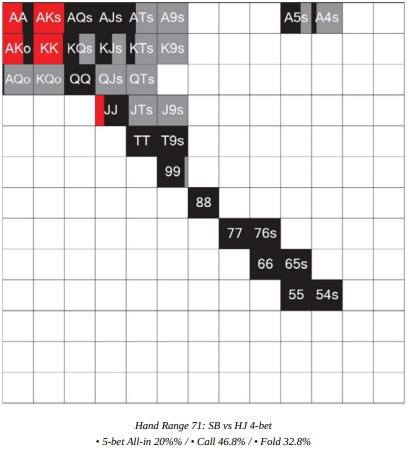 AA AKs AQs AJs ATs A9s A5s A4s
AKo KK KQs KJs KTs K9s
AQo KQo QQ QJs QTs
JJ JTs J9s
TT T9s
99
88
77 76s
66 65s
55 54s
Hand Range 71: SB vs HJ 4-bet
• 5-bet All-in 20%% / • Call 46.8% / • Fold 32.8%